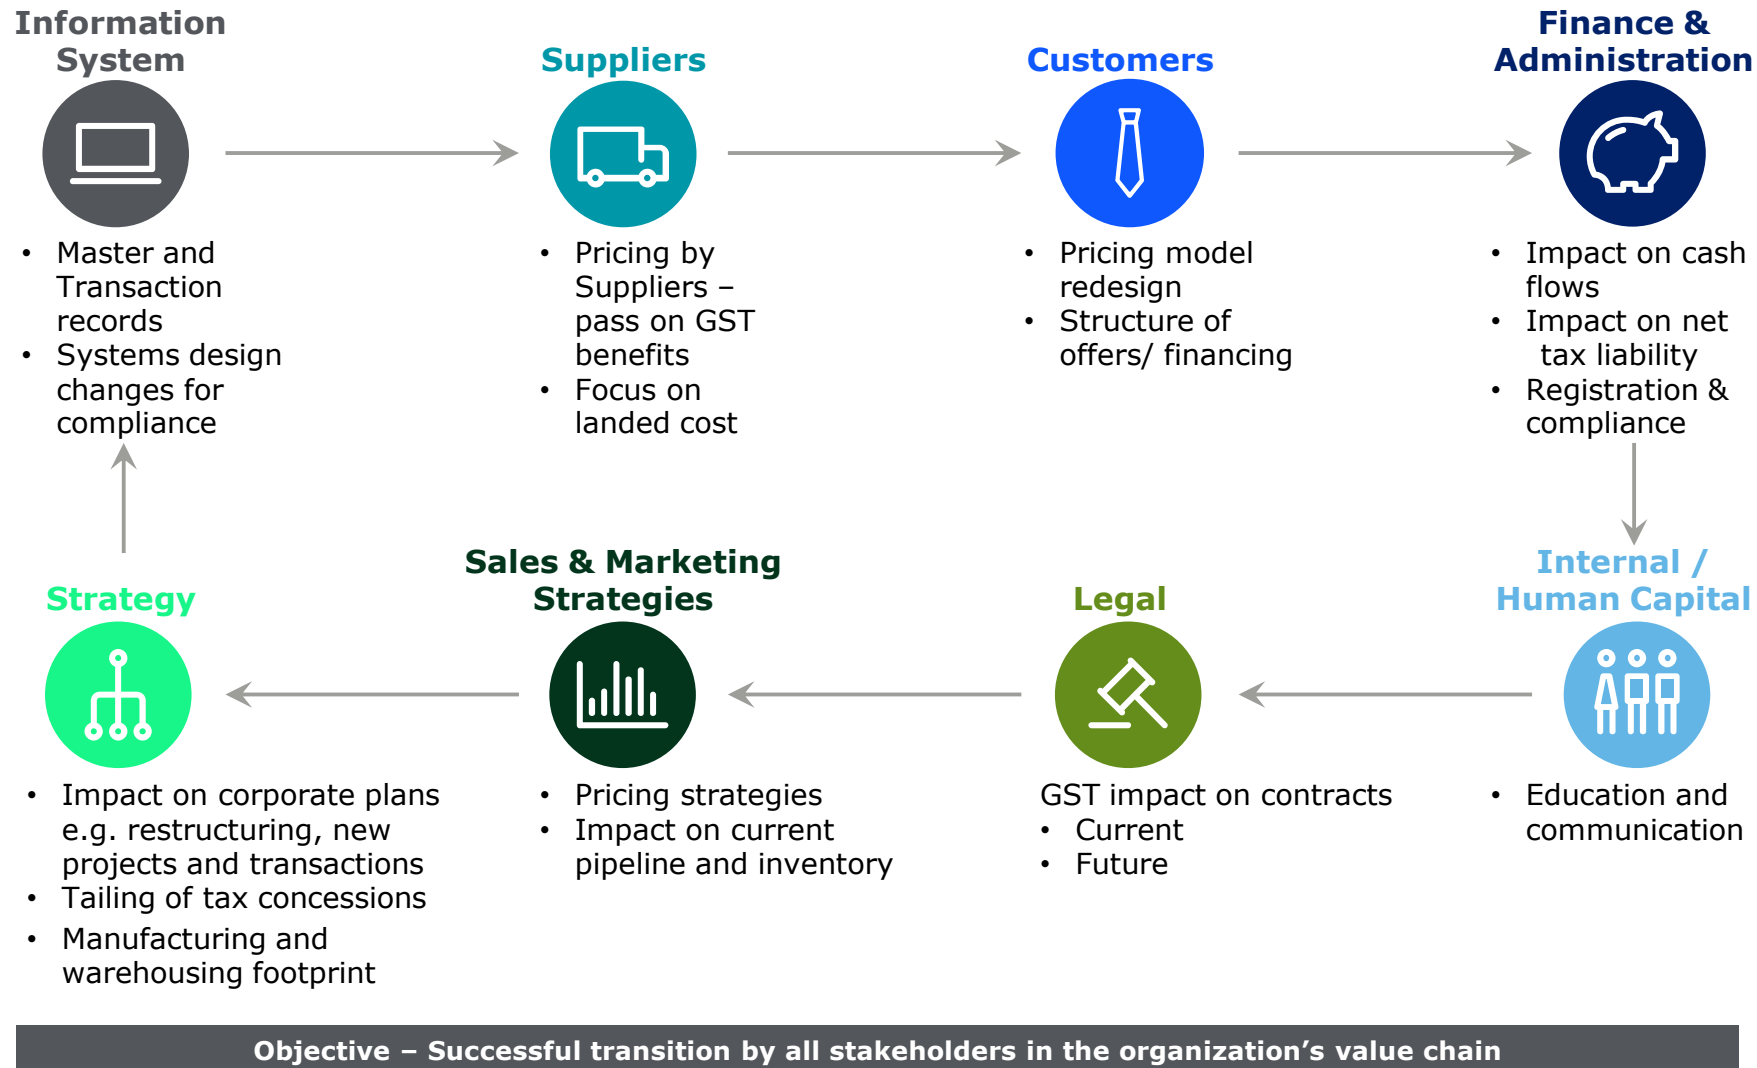 Information
System
• Master and
Transaction
records
• Systems design
changes for
compliance
Suppliers
• Pricing by
Suppliers –
pass on GST
benefits
• Focus on
landed cost
Customers
• Pricing model
redesign
• Structure of
offers/ financing
Finance &
Administration
• Impact on cash
flows
• Impact on net
tax liability
• Registration &
compliance
Strategy
• Impact on corporate plans
e.g. restructuring, new
projects and transactions
• Tailing of tax concessions
• Manufacturing and
warehousing footprint
Sales & Marketing
Strategies
• Pricing strategies
• Impact on current
pipeline and inventory
Legal
GST impact on contracts
• Current
• Future
Internal /
Human Capital
• Education and
communication
Objective – Successful transition by all stakeholders in the organization’s value chain